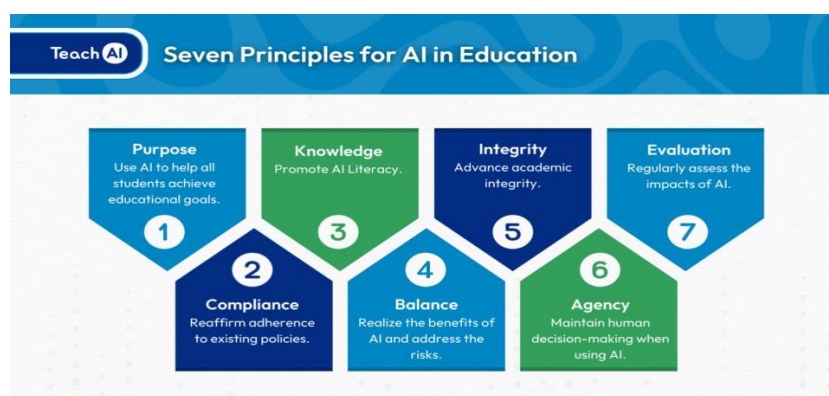 Teach AI
Seven Principles for AI in Education
Purpose
Use AI to help all
students achieve
educational goals.
1
2
Compliance
Reaffirm adherence
to existing policies.
Knowledge
Promote AI Literacy.
3
4
Balance
Realize the benefits of
AI and address the
risks.
Integrity
Advance academic
integrity.
5
6
Agency
Maintain human
decision-making when
using AI.
Evaluation
Regularly assess the
impacts of AI.
7